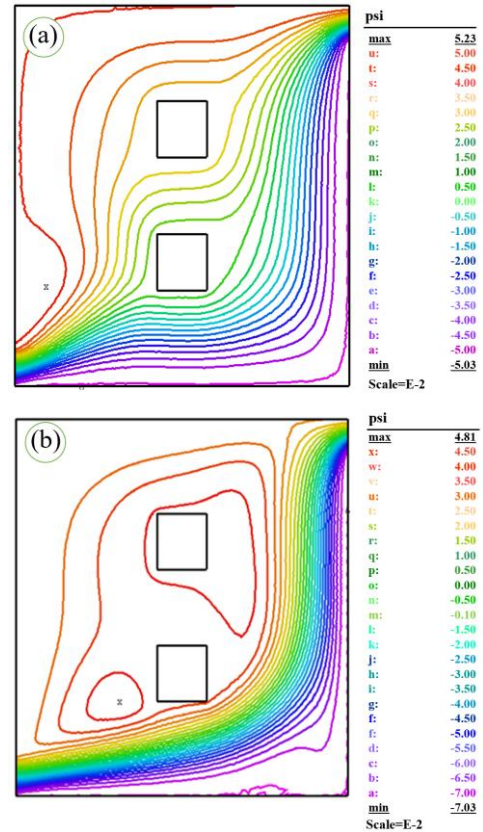 (a)
psi
max 5.23
u: 5.00
t: 4.50
s: 4.00
r: 3.50
q: 3.00
p: 2.50
o: 2.00
n: 1.50
m: 1.00
l: 0.50
k: 0.00
j: -0.50
i: -1.00
h: -1.50
g: -2.00
f: -2.50
e: -3.00
d: -3.50
c: -4.00
b: -4.50
a: -5.00
min -5.03
Scale=E-2
x
(b)
psi
max 4.81
x: 4.50
w: 4.00
v: 3.50
u: 3.00
t: 2.50
s: 2.00
r: 1.50
q: 1.00
p: 0.50
o: 0.00
n: -0.50
m: -0.10
l: -1.50
k: -2.00
j: -2.50
h: -3.00
i: -3.50
g: -4.00
f: -4.50
f: -5.00
d: -5.50
c: -6.00
b: -6.50
a: -7.00
min -7.03
Scale=E-2
x